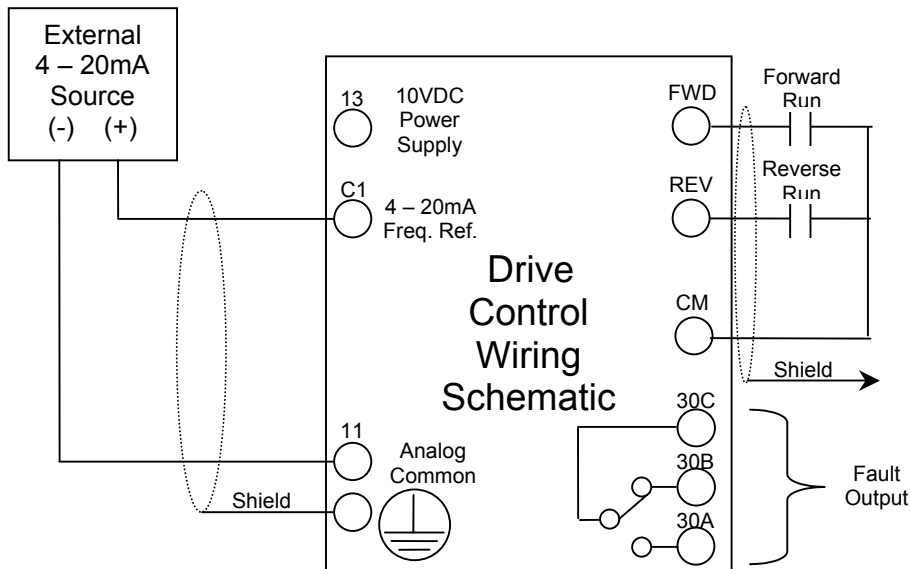 External
4 – 20mA
Source
(-) (+)
13
10VDC
Power
Supply
C1
4 – 20mA
Freq. Ref.
Drive
Control
Wiring
Schematic
11
Analog
Common
Shield
FWD
Forward
Run
REV
Reverse
Run
CM
Shield
30C
30B
30A
Fault
Output